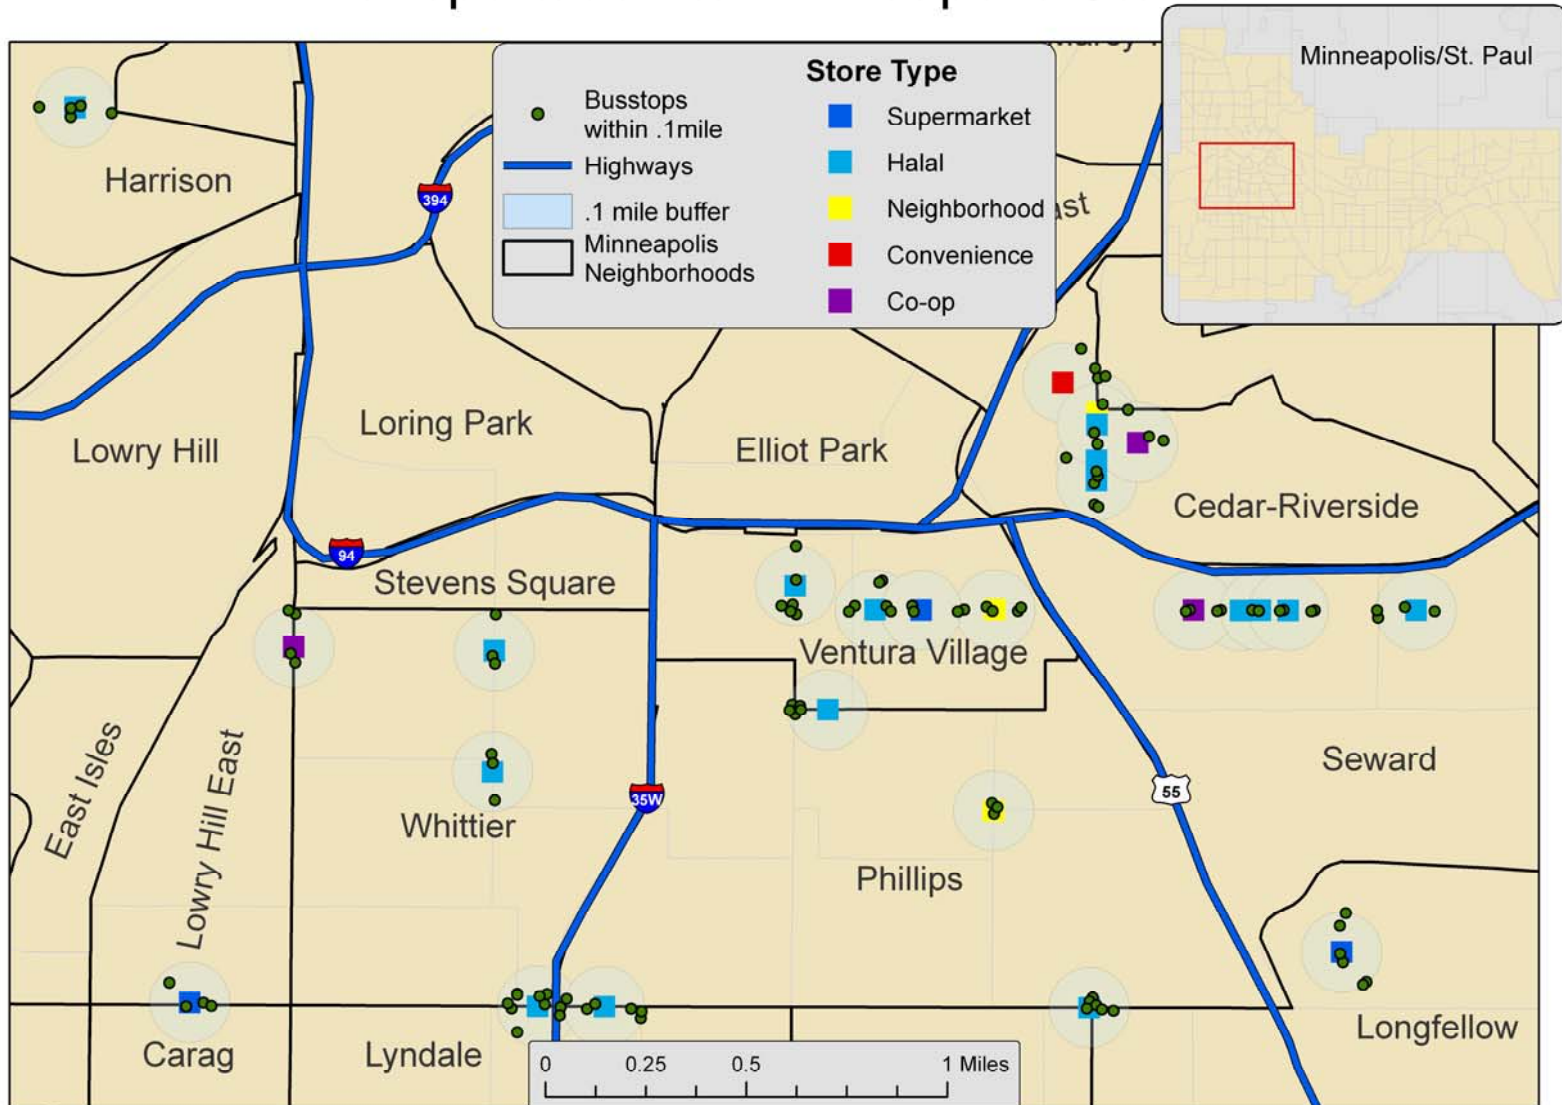 Minneapolis/St. Paul
Store Type
Busstops
within .1mile
Highways
.1 mile buffer
Minneapolis
Neighborhoods
Supermarket
Halal
Neighborhood
Convenience
Co-op
Harrison
394
Lowry Hill
Loring Park
Elliot Park
Cedar-Riverside
94
Stevens Square
Ventura Village
East Isles
Lowry Hill East
Whittier
35W
55
Seward
Phillips
Carag
Lyndale
Longfellow
0 0.25 0.5 1 Miles